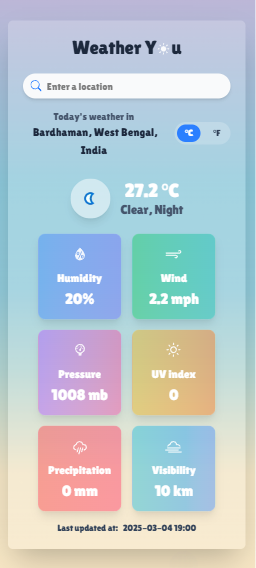 Weather Y☀u
Enter a location
Today's weather in
Bardhaman, West Bengal,
India
°C °F
27.2 °C
Clear, Night
Humidity Wind
20% 2.2 mph
Pressure UV index
1008 mb 0
Precipitation Visibility
0 mm 10 km
Last updated at: 2025-03-04 19:00